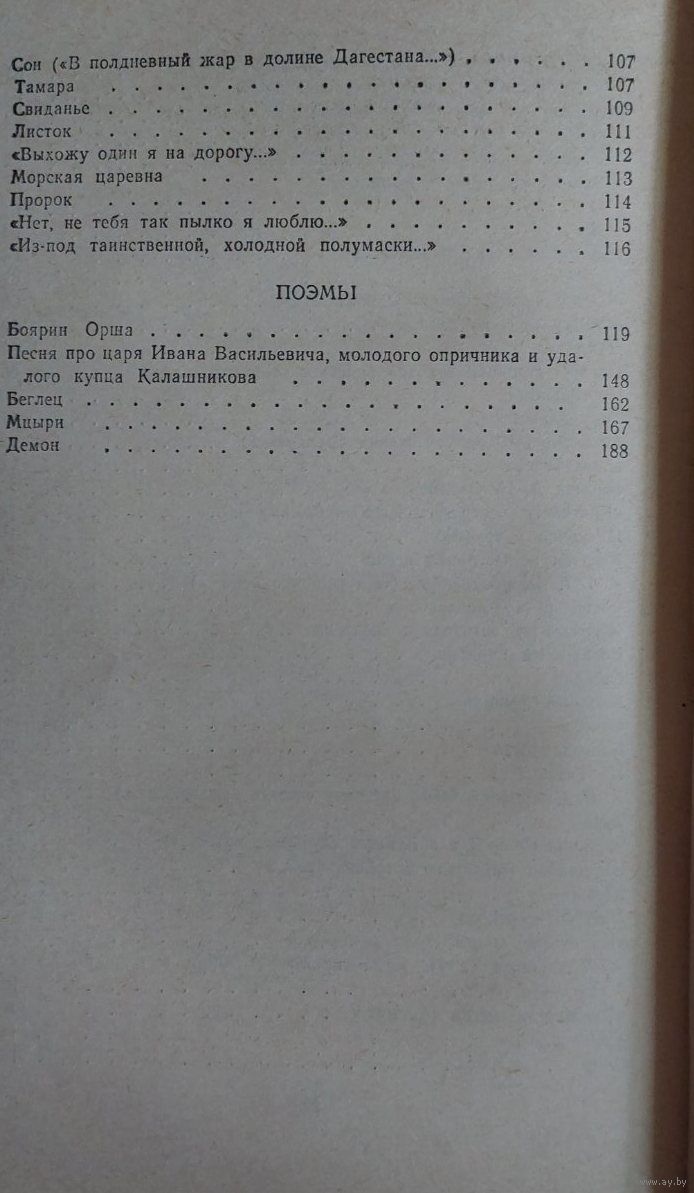 Сон («В полдневный жар в долине Дагестана...») . . . . . . 107
Тамара . . . . . . . . . . . . . . . . . . . . . 107
Свиданье . . . . . . . . . . . . . . . . . . . . . 109
Листок . . . . . . . . . . . . . . . . . . . . . 111
«Выхожу один я на дорогу...» . . . . . . . . . . . . . 112
Морская царевна . . . . . . . . . . . . . . . . . 113
Пророк . . . . . . . . . . . . . . . . . . . . . 114
«Нет, не тебя так пылко я люблю...» . . . . . . . . . . 115
«Из-под таинственной, холодной полумаски...» . . . . . . 116
ПОЭМЫ
Боярин Орша . . . . . . . . . . . . . . . . . . . 119
Песня про царя Ивана Васильевича, молодого опричника и уда-
лого купца Калашникова . . . . . . . . . . . . . 148
Беглец . . . . . . . . . . . . . . . . . . . . . 162
Мцыри . . . . . . . . . . . . . . . . . . . . . 167
Демон . . . . . . . . . . . . . . . . . . . . . 188
www.ay.by